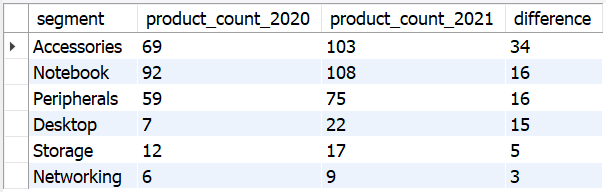 segment product_count_2020 product_count_2021 difference
Accessories 69 103 34
Notebook 92 108 16
Peripherals 59 75 16
Desktop 7 22 15
Storage 12 17 5
Networking 6 9 3